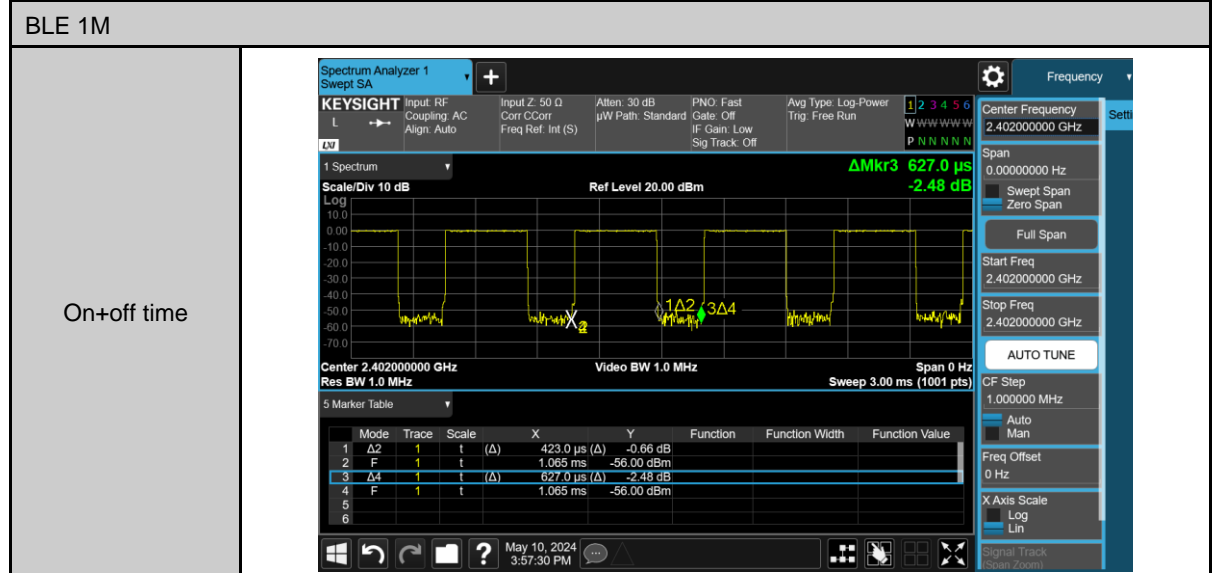 BLE 1M
On+off time
Spectrum Analyzer 1
Swept SA
Frequency
KEYSIGHT
L
LXI
Input: RF
Coupling: AC
Align: Auto
Input Z: 50 Ω
Corr CCorr
Freq Ref: Int (S)
Atten: 30 dB
µW Path: Standard
PNO: Fast
Gate: Off
IF Gain: Low
Sig Track: Off
Avg Type: Log-Power
Trig: Free Run
1 2 3 4 5 6
W W W W W W
P N N N N N
1 Spectrum
ΔMkr3 627.0 µs
-2.48 dB
Scale/Div 10 dB
Ref Level 20.00 dBm
Log
10.0
0.00
-10.0
-20.0
-30.0
-40.0
-50.0
-60.0
-70.0
1Δ2
3Δ4
X
Center 2.402000000 GHz
Video BW 1.0 MHz
Span 0 Hz
Res BW 1.0 MHz
Sweep 3.00 ms (1001 pts)
5 Marker Table
Mode Trace Scale X Y Function Function Width Function Value
1 Δ2 1 t (Δ) 423.0 µs (Δ) -0.66 dB
2 F 1 t 1.065 ms -56.00 dBm
3 Δ4 1 t (Δ) 627.0 µs (Δ) -2.48 dB
4 F 1 t 1.065 ms -56.00 dBm
5
6
Center Frequency
2.402000000 GHz
Setti
Span
0.00000000 Hz
Swept Span
Zero Span
Full Span
Start Freq
2.402000000 GHz
Stop Freq
2.402000000 GHz
AUTO TUNE
CF Step
1.000000 MHz
Auto
Man
Freq Offset
0 Hz
X Axis Scale
Log
Lin
Signal Track
(Span Zoom)
?
May 10, 2024
3:57:30 PM